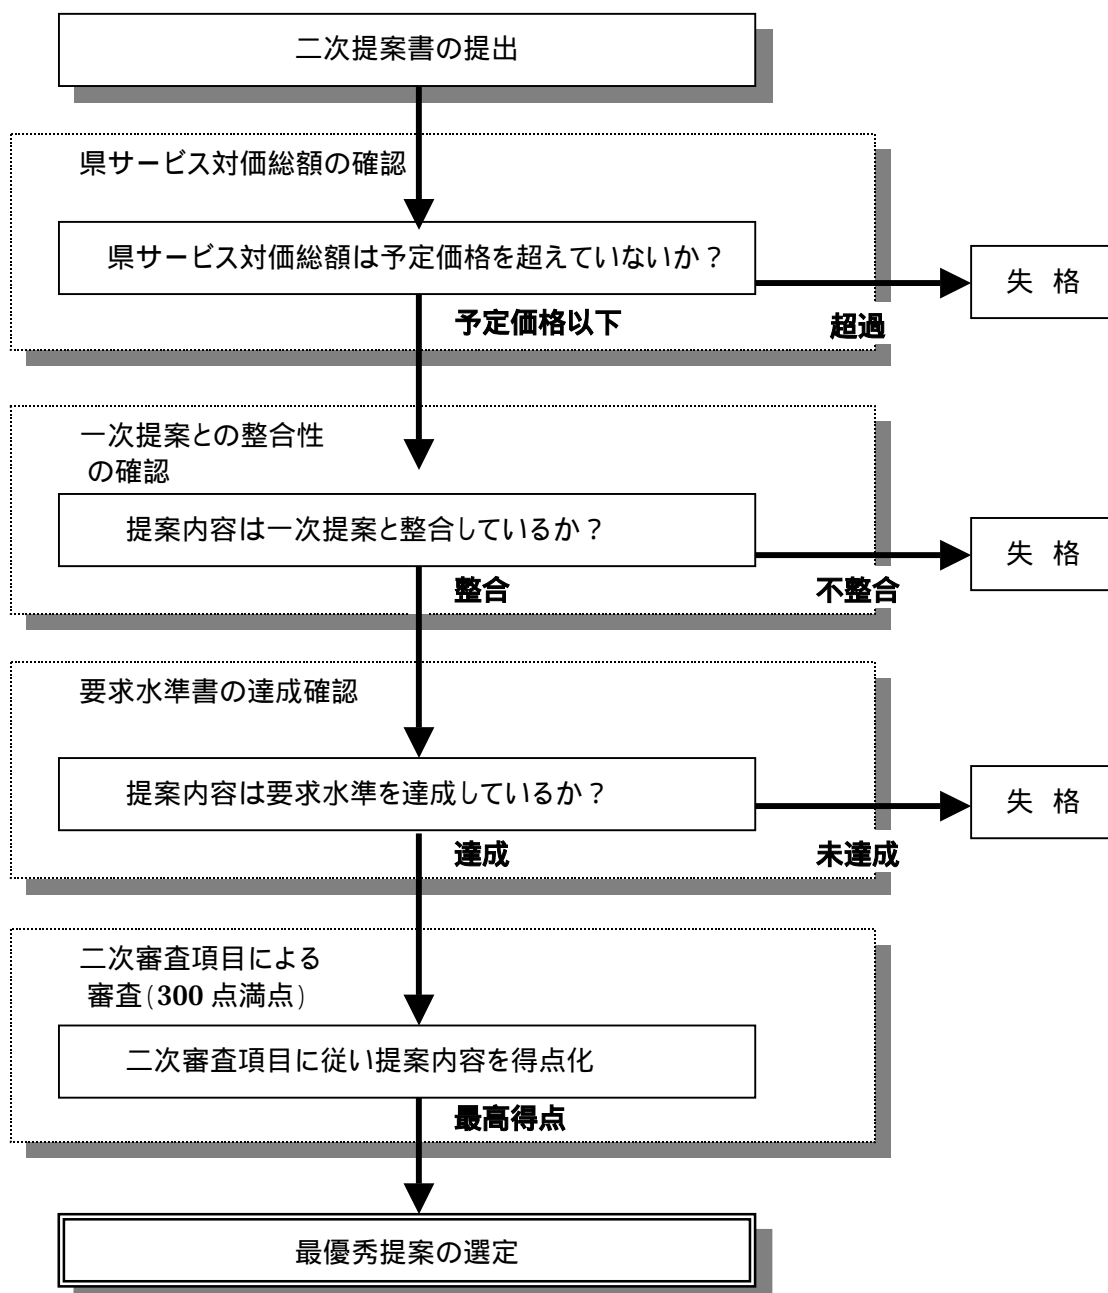 二次提案書の提出
県サービス対価総額の確認
県サービス対価総額は予定価格を超えていないか？
失 格
予定価格以下
超過
一次提案との整合性
の確認
提案内容は一次提案と整合しているか？
失 格
整合
不整合
要求水準書の達成確認
提案内容は要求水準を達成しているか？
失 格
達成
未達成
二次審査項目による
審査(300 点満点)
二次審査項目に従い提案内容を得点化
最高得点
最優秀提案の選定